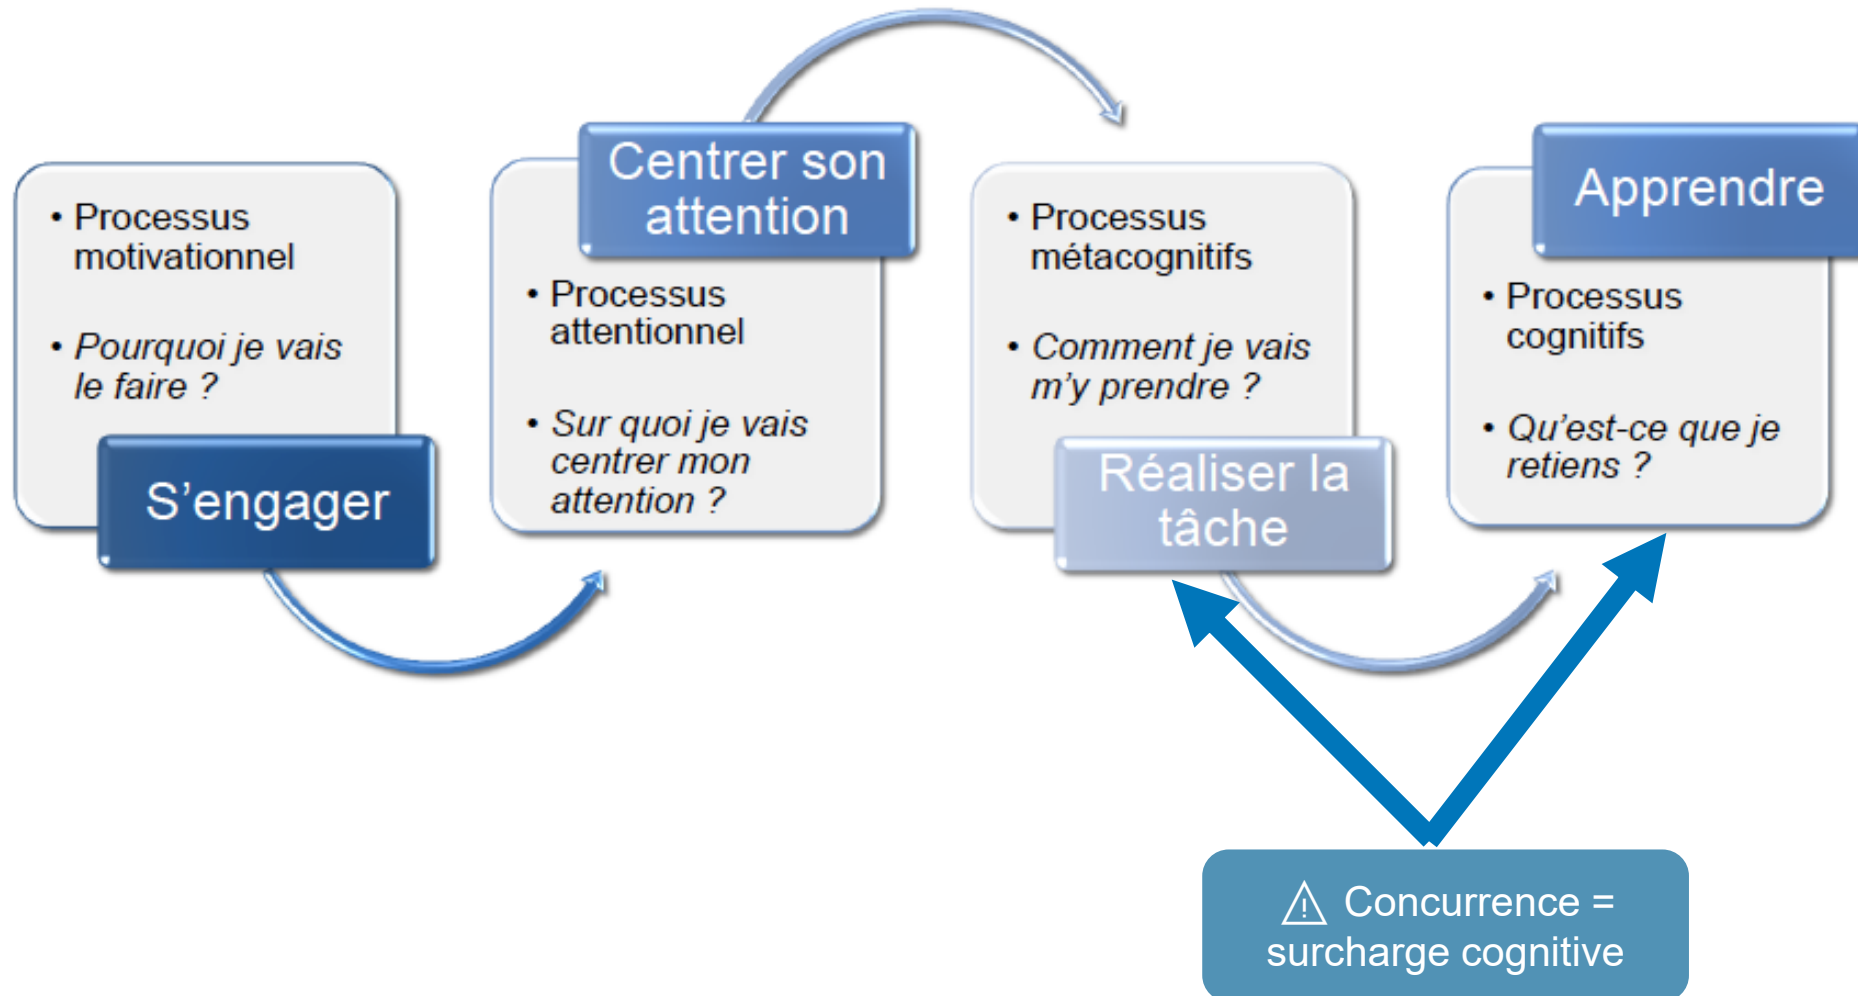 • Processus
motivationnel
• Pourquoi je vais
le faire ?
S’engager
Centrer son
attention
• Processus
attentionnel
• Sur quoi je vais
centrer mon
attention ?
• Processus
métacognitifs
• Comment je vais
m’y prendre ?
Réaliser la
tâche
Apprendre
• Processus
cognitifs
• Qu’est-ce que je
retiens ?
⚠ Concurrence =
surcharge cognitive